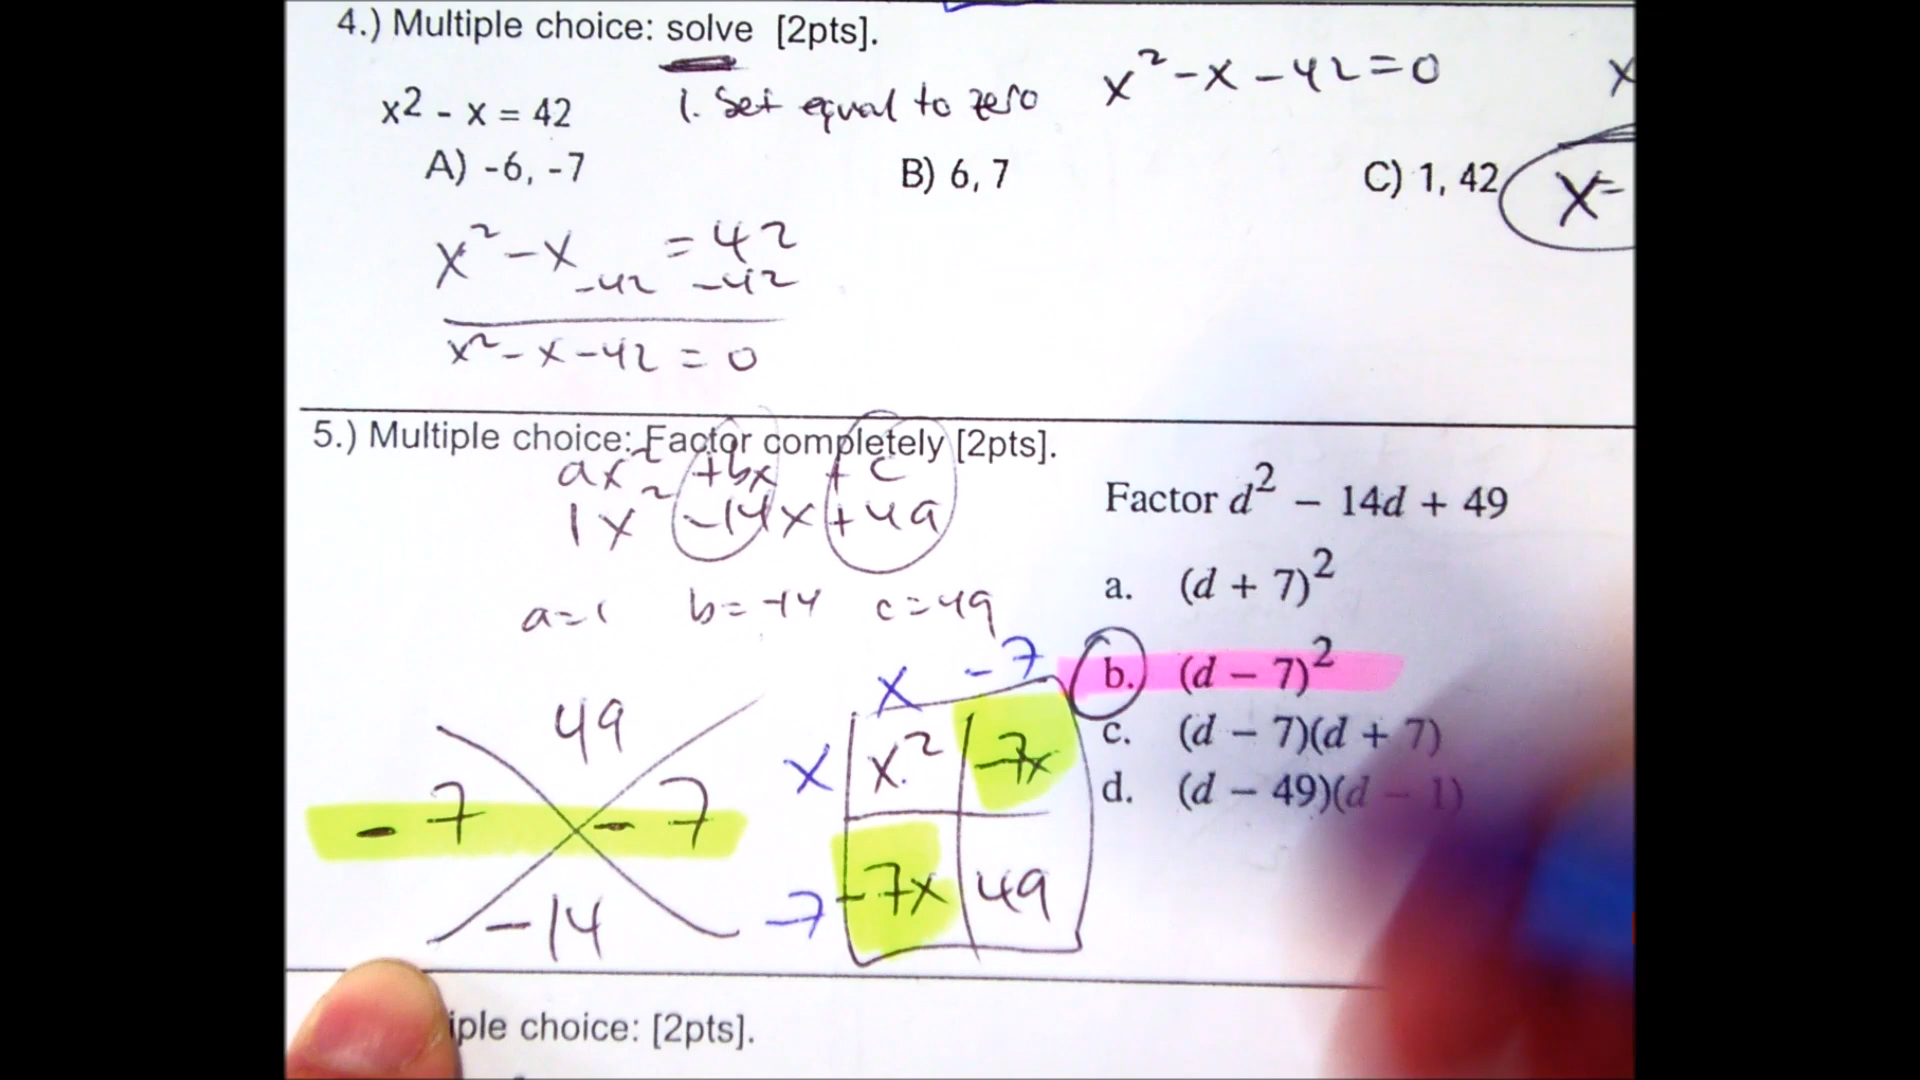 4.) Multiple choice: solve [2pts].
x² - x = 42
1. Set equal to zero
x² - x - 42 = 0
x
A) -6, -7
B) 6, 7
C) 1, 42
x =
x² - x = 42
-42 -42
x² - x - 42 = 0
5.) Multiple choice: Factor completely [2pts].
ax² + bx + c
1x² - 14x + 49
a = 1 b = -14 c = 49
49
-7 -7
-14
x -7
x x² -7x
-7 -7x 49
Factor d² − 14d + 49
a. (d + 7)²
b. (d − 7)²
c. (d − 7)(d + 7)
d. (d − 49)(d − 1)
iple choice: [2pts].